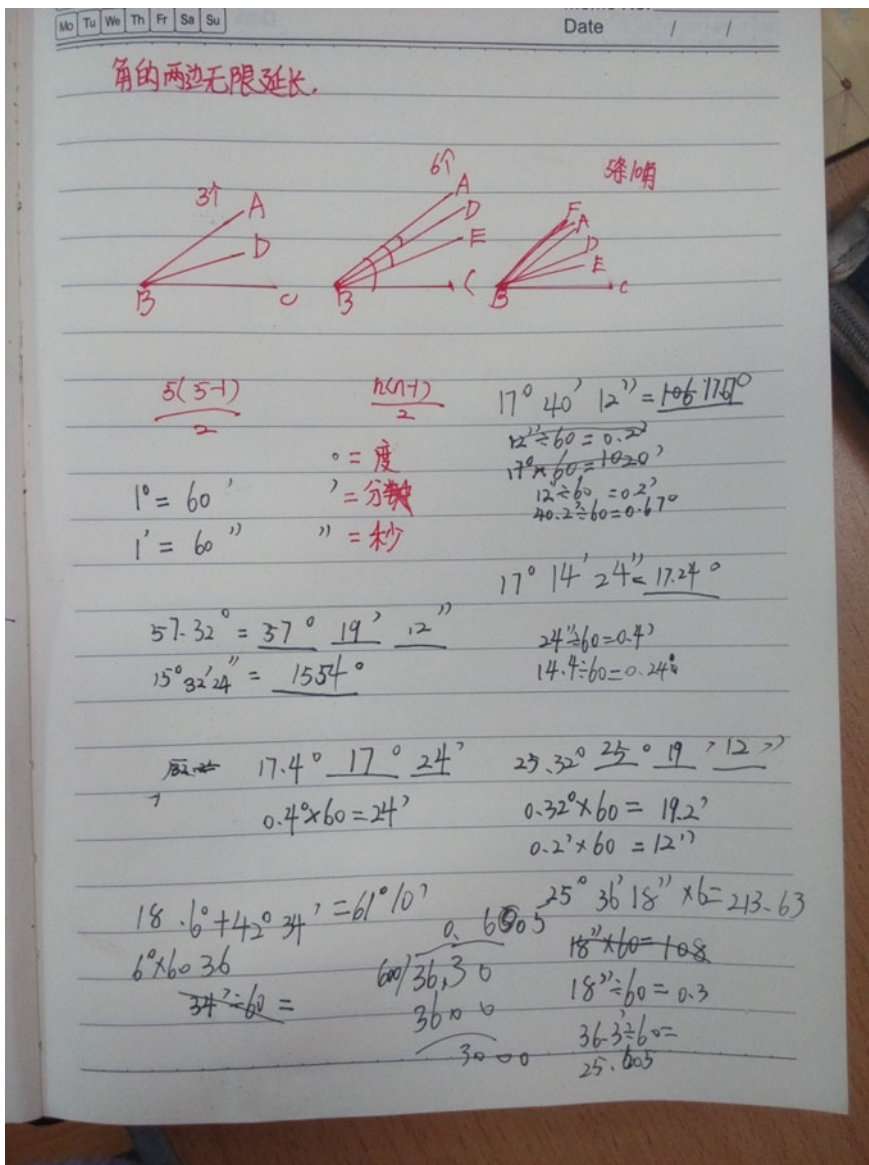 Mo Tu We Th Fr Sa Su
Date / /
角的两边无限延长.
3个
A
D
B
C
6个
A
D
E
B
C
5条10角
F
A
D
E
B
C
5(5-1)/2
n(n-1)/2
17° 40′ 12″ = 17.67°
12″÷60 = 0.2′
17°×60 = 1020′
12÷60 = 0.2′
40.2′÷60=0.67°
° = 度
1° = 60′
′ = 分
1′ = 60″
″ = 秒
17° 14′ 24″ = 17.24°
24″÷60=0.4′
14.4÷60=0.24°
57.32° = 57° 19′ 12″
15°32′24″ = 1554°
17.4° 17° 24′
0.4°×60=24′
25.32° 25° 19′ 12″
0.32°×60 = 19.2′
0.2′×60 = 12″
18.6°+42°34′=61°10′
6°×60 36
34′÷60 =
600)36.30
3600
3000
25° 36′ 18″ ×6=213.63
18″×60=108
18″÷60=0.3
36.3′÷60=
25.605